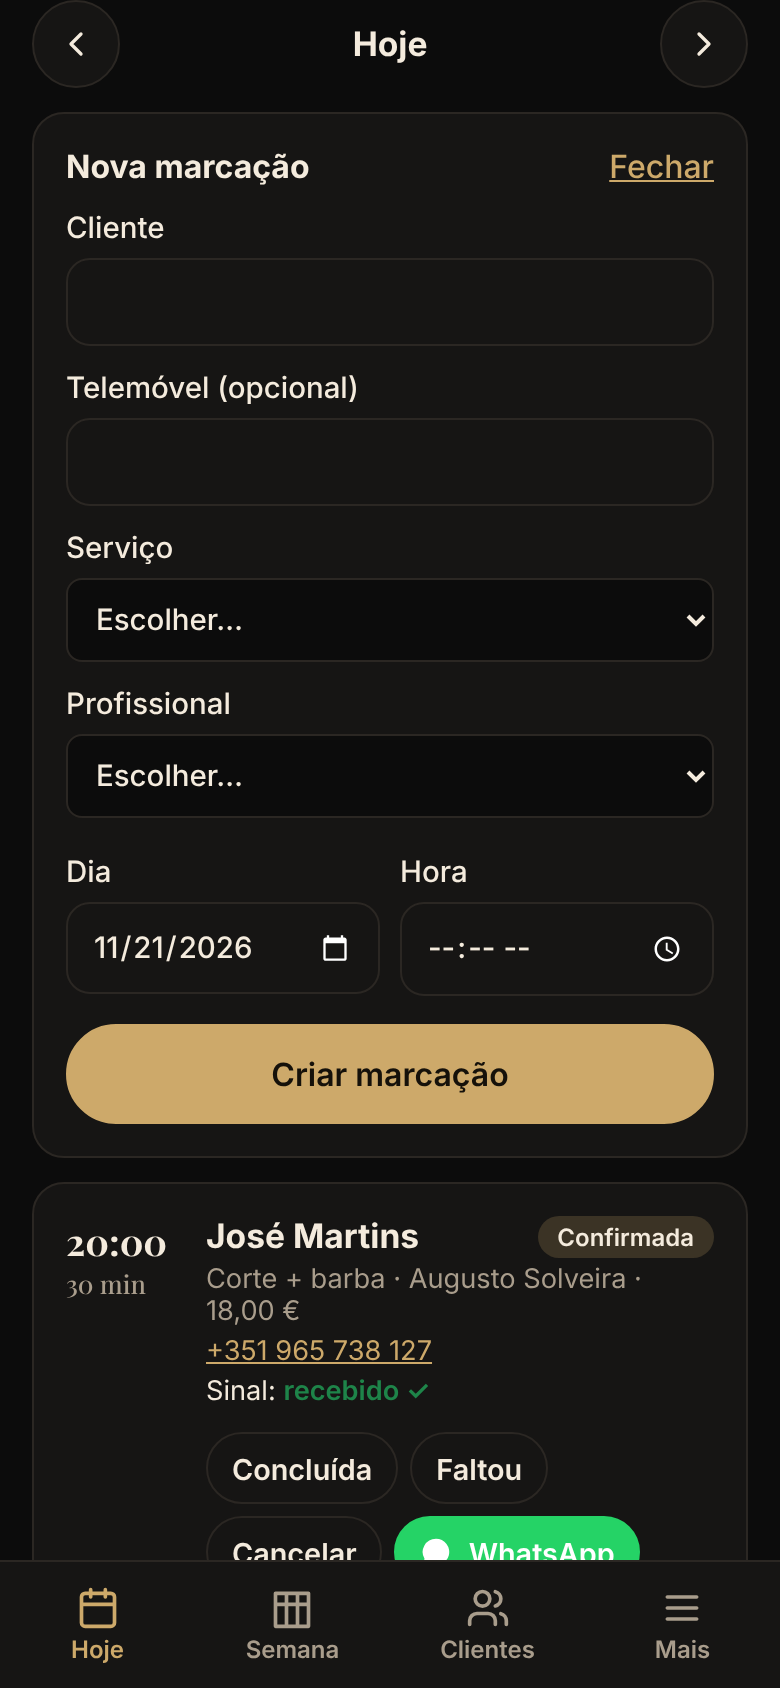 Hoje
Nova marcação
Fechar
Cliente
Telemóvel (opcional)
Serviço
Escolher...
Profissional
Escolher...
Dia
Hora
11/21/2026
--:-- --
Criar marcação
20:00
30 min
José Martins
Confirmada
Corte + barba · Augusto Solveira ·
18,00 €
+351 965 738 127
Sinal: recebido ✓
Concluída
Faltou
Cancelar
WhatsApp
Hoje
Semana
Clientes
Mais